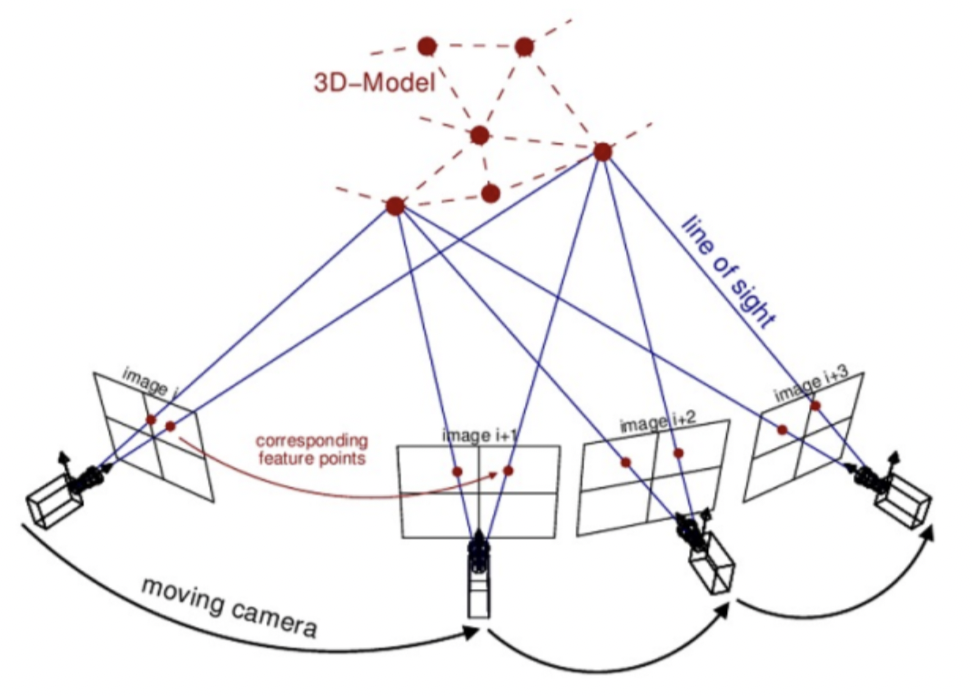 3D–Model
line of sight
image i
image i+1
image i+2
image i+3
corresponding
feature points
moving camera